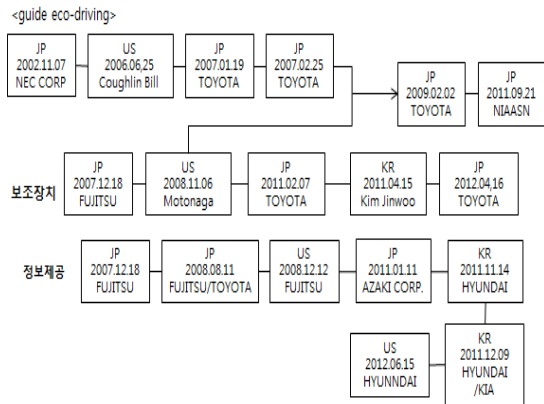 <guide eco-driving>
JP
2002.11.07
NEC CORP
US
2006.06,25
Coughlin Bill
JP
2007.01.19
TOYOTA
JP
2007.02.25
TOYOTA
JP
2009.02.02
TOYOTA
JP
2011.09.21
NIAASN
보조장치
JP
2007.12.18
FUJITSU
US
2008.11.06
Motonaga
JP
2011.02.07
TOYOTA
KR
2011.04.15
Kim Jinwoo
JP
2012.04,16
TOYOTA
정보제공
JP
2007.12.18
FUJITSU
JP
2008.08.11
FUJITSU/TOYOTA
US
2008.12.12
FUJITSU
JP
2011.01.11
AZAKI CORP.
KR
2011.11.14
HYUNDAI
US
2012.06.15
HYUNNDAI
KR
2011.12.09
HYUNDAI
/KIA